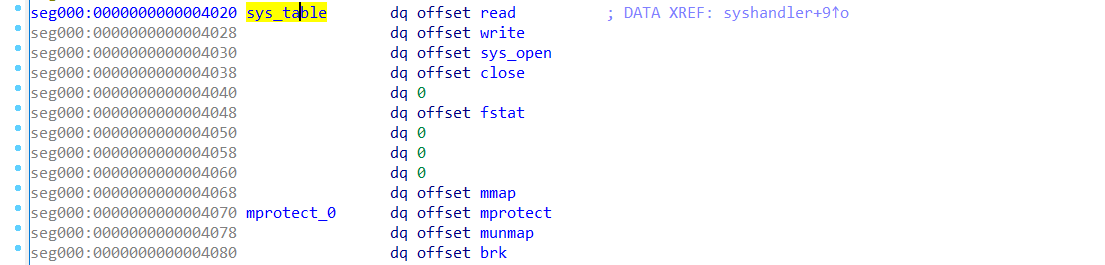 seg000:0000000000004020 sys_table dq offset read ; DATA XREF: syshandler+9↑o
seg000:0000000000004028 dq offset write
seg000:0000000000004030 dq offset sys_open
seg000:0000000000004038 dq offset close
seg000:0000000000004040 dq 0
seg000:0000000000004048 dq offset fstat
seg000:0000000000004050 dq 0
seg000:0000000000004058 dq 0
seg000:0000000000004060 dq 0
seg000:0000000000004068 dq offset mmap
seg000:0000000000004070 mprotect_0 dq offset mprotect
seg000:0000000000004078 dq offset munmap
seg000:0000000000004080 dq offset brk